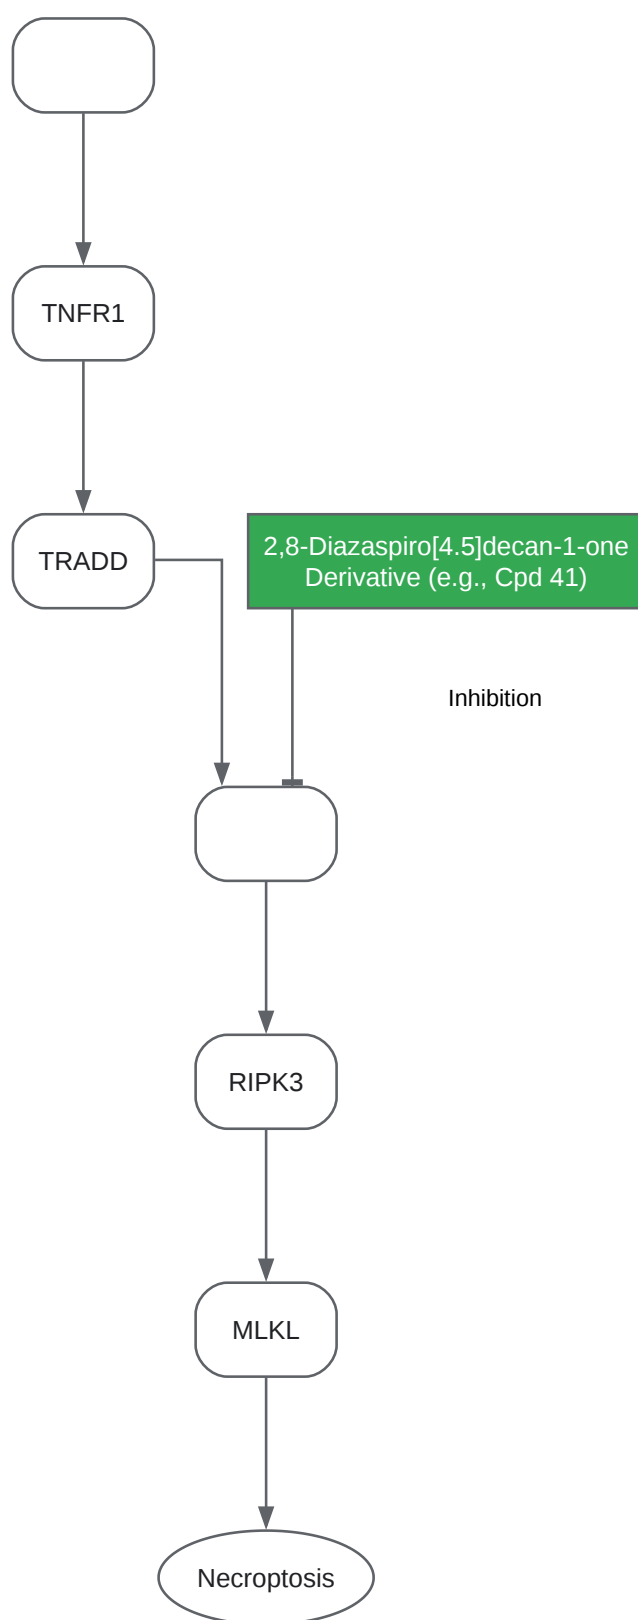 TNFR1
TRADD
2,8-Diazaspiro[4.5]decan-1-one
Derivative (e.g., Cpd 41)
Inhibition
RIPK3
MLKL
Necroptosis